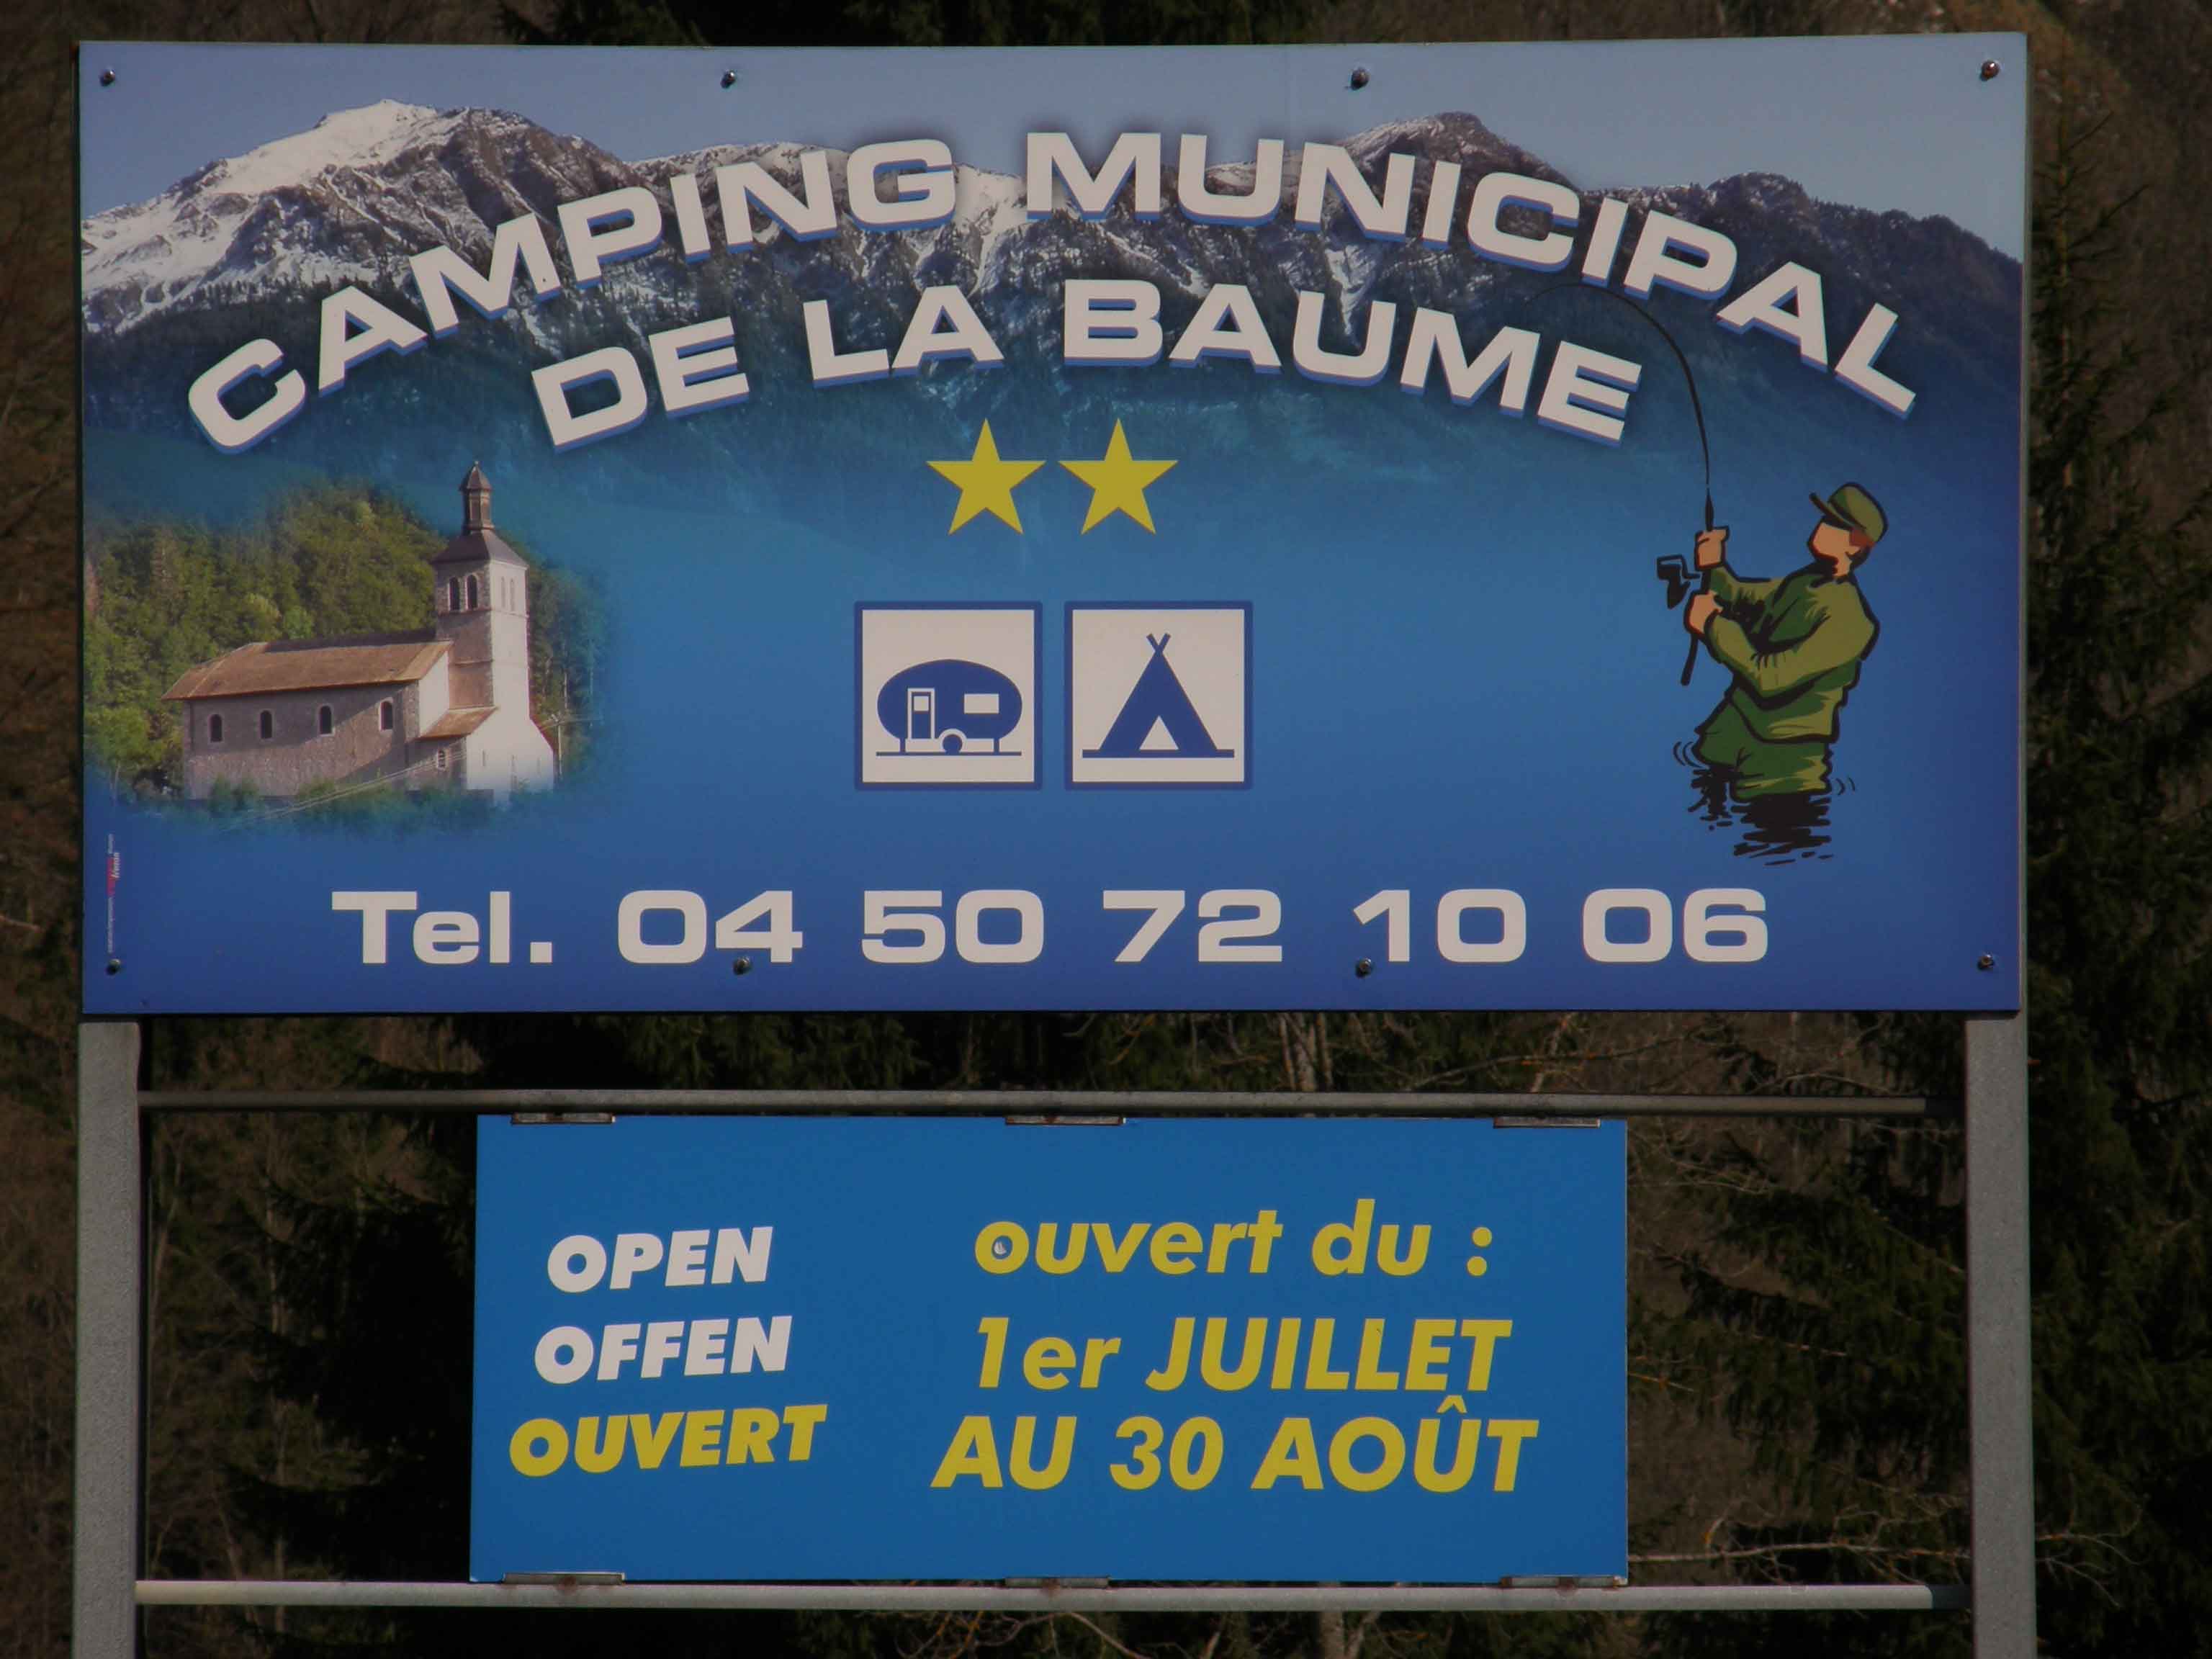 CAMPING MUNICIPAL
DE LA BAUME
Tel. 04 50 72 10 06
OPEN
OFFEN
OUVERT
ouvert du :
1er JUILLET
AU 30 AOÛT